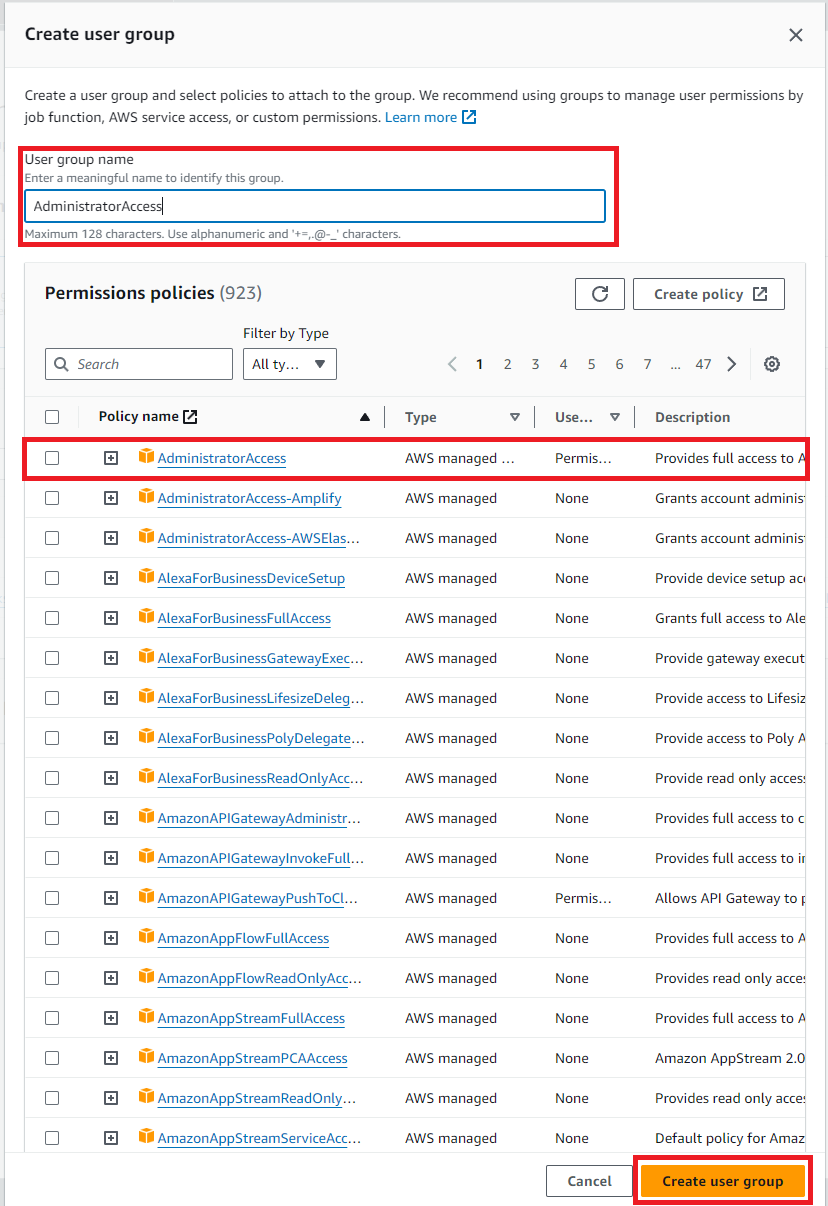 Create user group
Create a user group and select policies to attach to the group. We recommend using groups to manage user permissions by
job function, AWS service access, or custom permissions. Learn more
User group name
Enter a meaningful name to identify this group.
AdministratorAccess
Maximum 128 characters. Use alphanumeric and '+=,.@-_' characters.
Permissions policies (923)
Create policy
Filter by Type
Search
All ty...
1 2 3 4 5 6 7 ... 47
Policy name Type Use... Description
AdministratorAccess AWS managed ... Permis... Provides full access to A
AdministratorAccess-Amplify AWS managed None Grants account adminis
AdministratorAccess-AWSElas... AWS managed None Grants account adminis
AlexaForBusinessDeviceSetup AWS managed None Provide device setup acc
AlexaForBusinessFullAccess AWS managed None Grants full access to Ale
AlexaForBusinessGatewayExec... AWS managed None Provide gateway execut
AlexaForBusinessLifesizeDeleg... AWS managed None Provide access to Lifesiz
AlexaForBusinessPolyDelegate... AWS managed None Provide access to Poly A
AlexaForBusinessReadOnlyAcc... AWS managed None Provide read only access
AmazonAPIGatewayAdministr... AWS managed None Provides full access to c
AmazonAPIGatewayInvokeFull... AWS managed None Provides full access to in
AmazonAPIGatewayPushToCl... AWS managed Permis... Allows API Gateway to p
AmazonAppFlowFullAccess AWS managed None Provides full access to A
AmazonAppFlowReadOnlyAcc... AWS managed None Provides read only acces
AmazonAppStreamFullAccess AWS managed None Provides full access to A
AmazonAppStreamPCAAccess AWS managed None Amazon AppStream 2.0
AmazonAppStreamReadOnly... AWS managed None Provides read only acces
AmazonAppStreamServiceAcc... AWS managed None Default policy for Amaz
Cancel Create user group